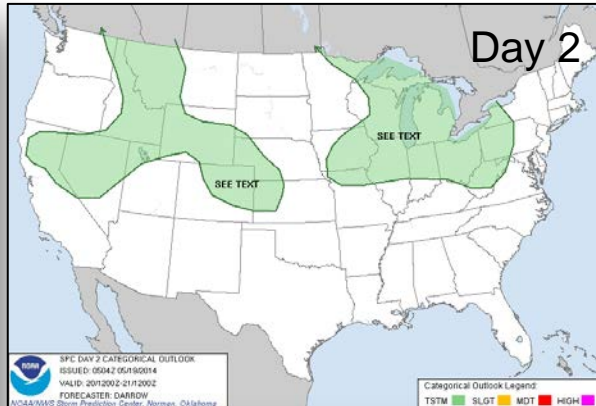 Day 2
SEE TEXT
SEE TEXT
NOAA
SPC DAY 2 CATEGORICAL OUTLOOK
ISSUED: 0504Z 05/19/2014
VALID: 20/1200Z-21/1200Z
FORECASTER: DARROW
NOAA/NWS Storm Prediction Center, Norman, Oklahoma
Categorical Outlook Legend:
TSTM SLGT MDT HIGH